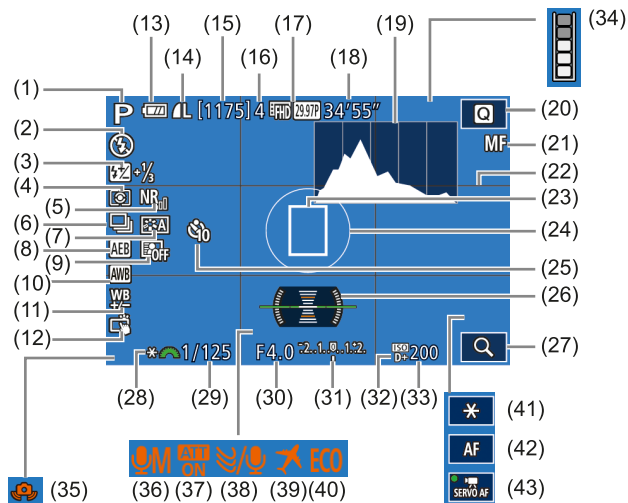 (13) (15) (17) (19) (34)
(14) (16) (18)
(1) P L [1175] 4 EFHD 29.97P 34'55" Q (20)
(2) MF (21)
(3) +1/3 (22)
(4) NR (23)
(5)
(6) A (24)
(7) 10
(8) AEB OFF
(9) (25)
(10) AWB
(11) WB +/- (26)
(12) (27)
1/125 F4.0 -2..1..0..1.+2. ISO D+ 200
(28) (29) (30) (31) (32) (33)
(41)
M ATT ON / ECO AF (42)
(35) (36) (37) (38) (39) (40) SERVO AF (43)